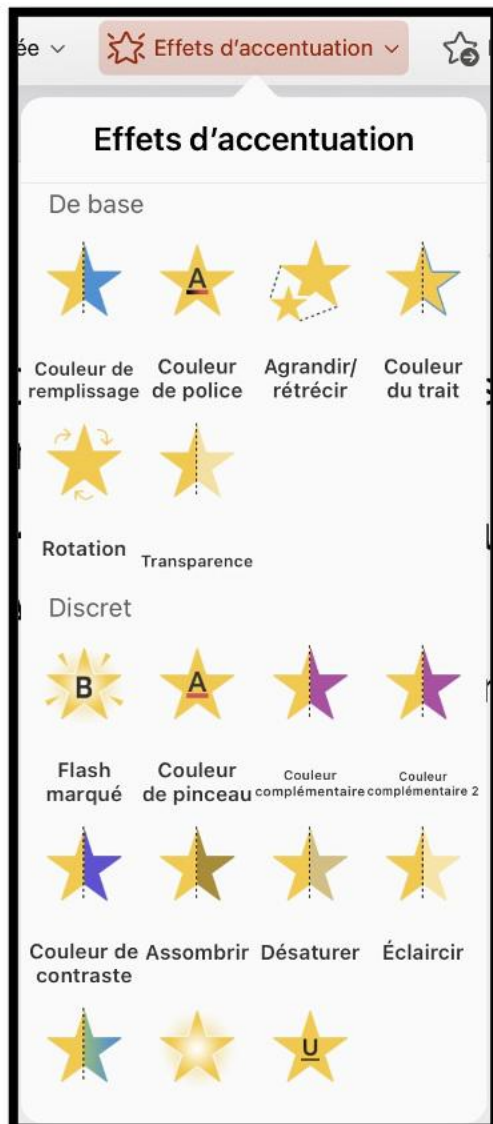 ée
Effets d’accentuation
Effets d’accentuation
De base
Couleur de
remplissage
Couleur
de police
Agrandir/
rétrécir
Couleur
du trait
Rotation
Transparence
Discret
Flash
marqué
Couleur
de pinceau
Couleur
complémentaire
Couleur
complémentaire 2
Couleur de
contraste
Assombrir
Désaturer
Éclaircir